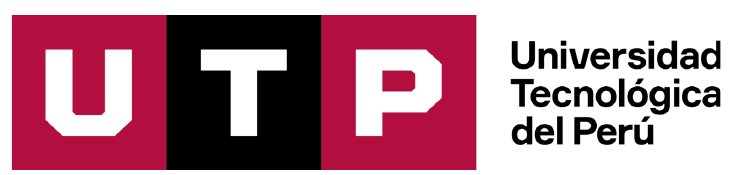 UTP
Universidad
Tecnológica
del Perú